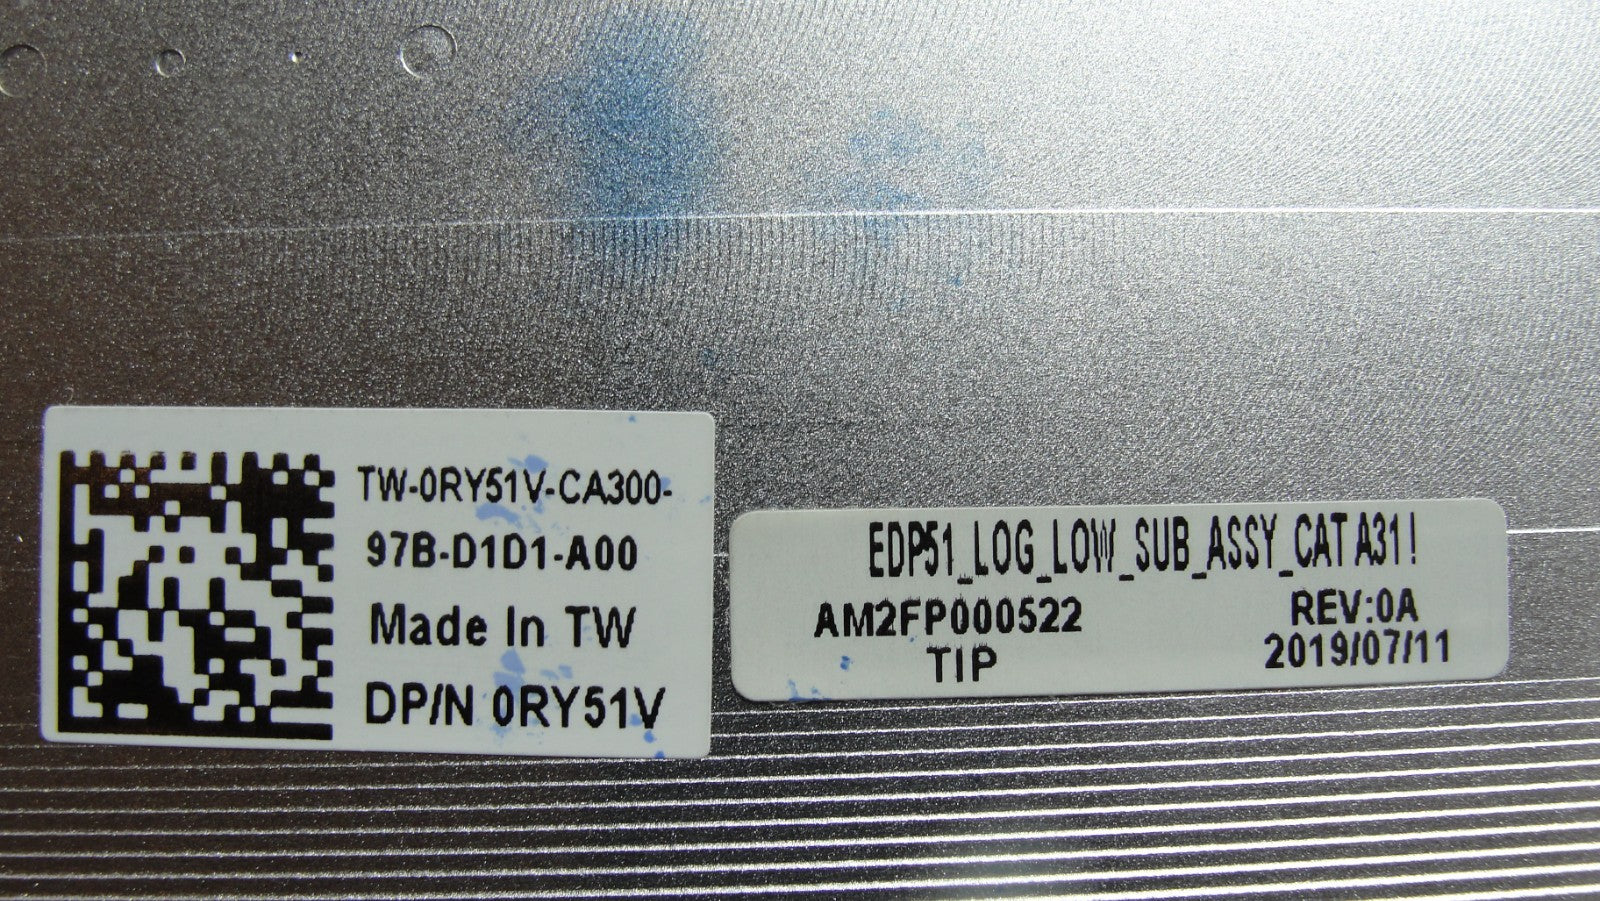 TW-0RY51V-CA300-
97B-D1D1-A00
Made In TW
DP/N 0RY51V
EDP51_LOG_LOW_SUB_ASSY_CAT A31!
AM2FP000522
REV:0A
TIP
2019/07/11